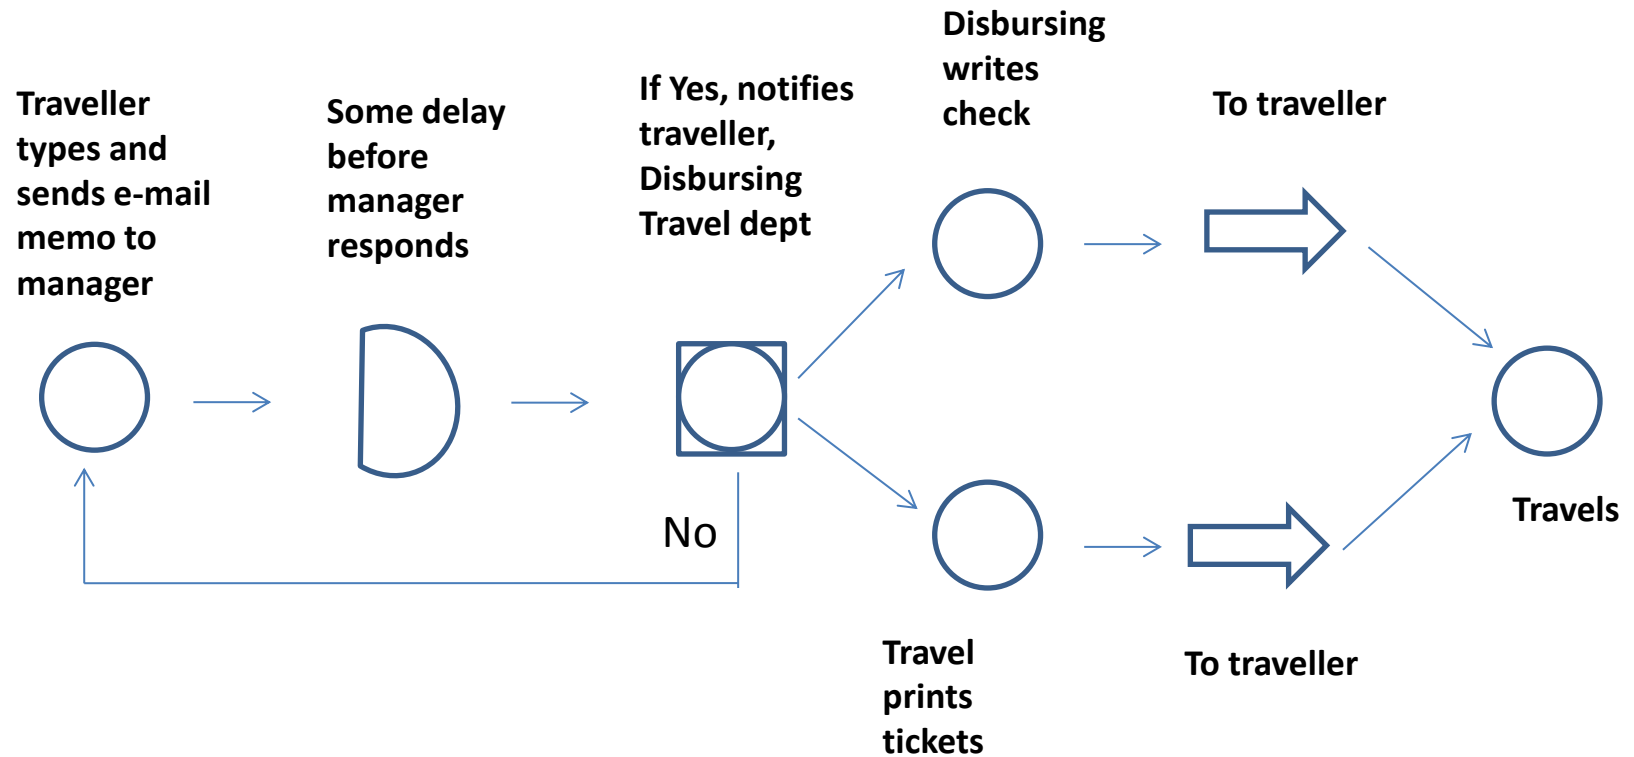 Traveller
types and
sends e-mail
memo to
manager
Some delay
before
manager
responds
If Yes, notifies
traveller,
Disbursing
Travel dept
Disbursing
writes
check
To traveller
No
Travel
prints
tickets
To traveller
Travels